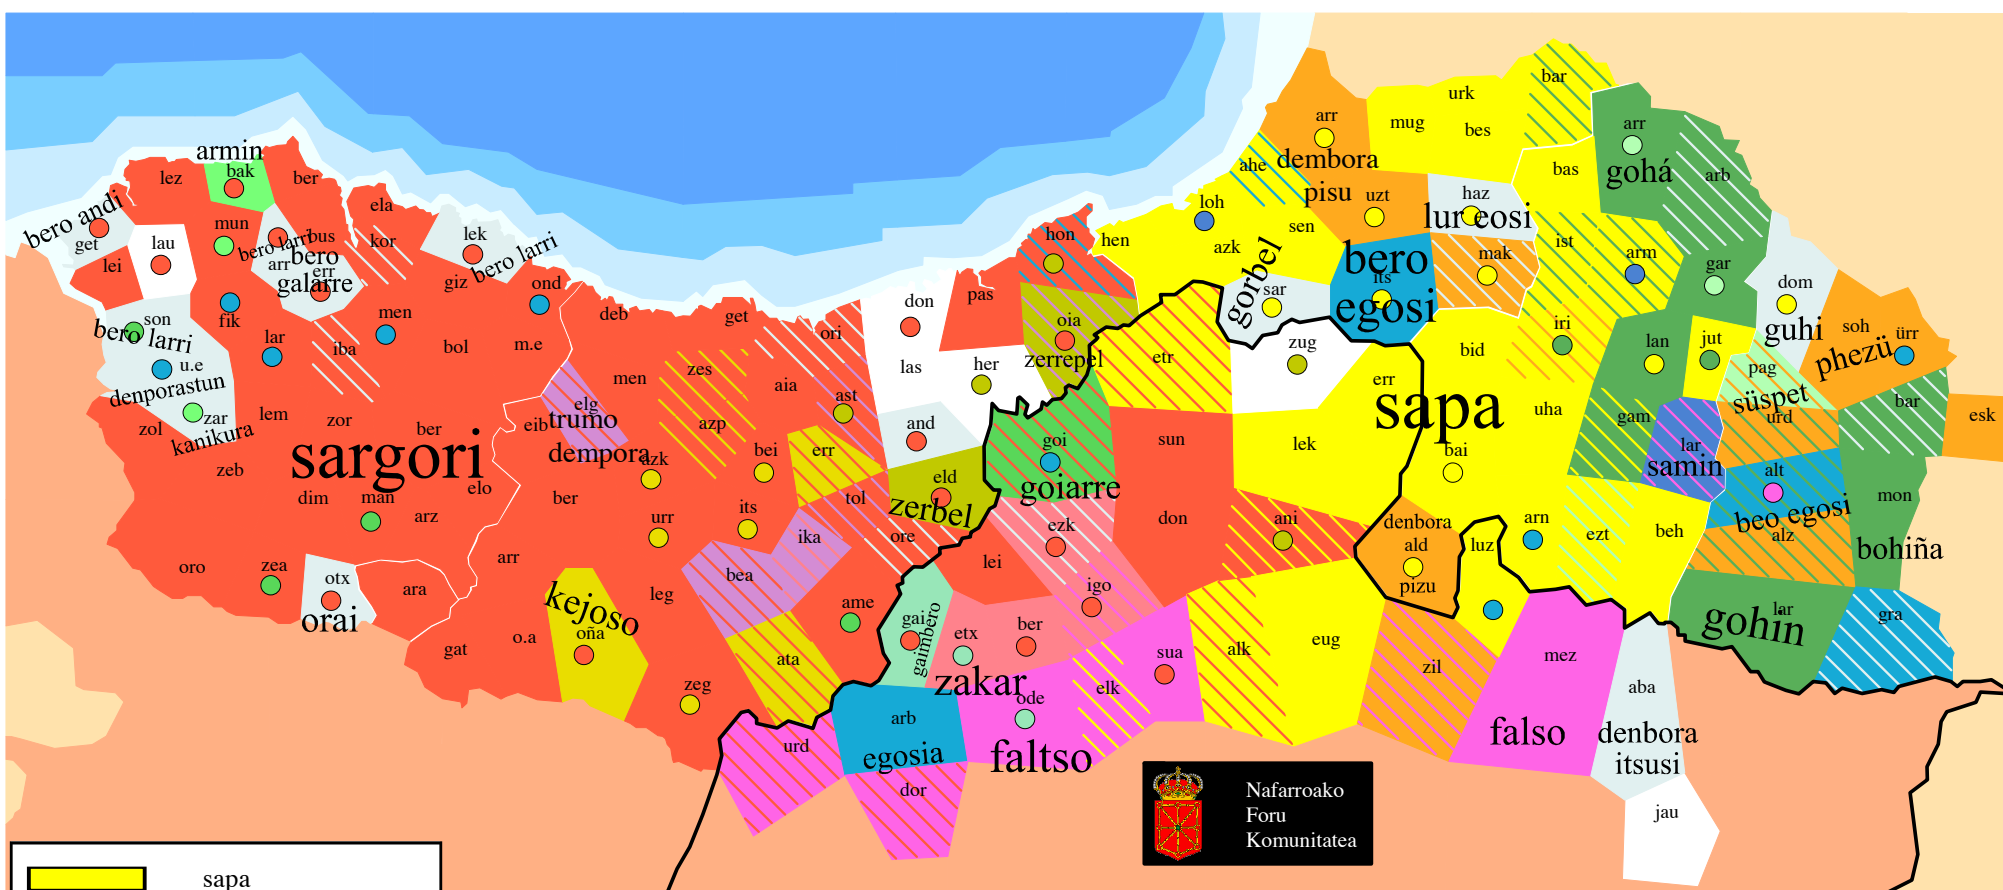 armin
bak
lez
ber
bero andi
get
lei
lau
mun
ela
kor
bus
bero larri
bero
arr
err
galarre
lek
bero larri
giz
ond
son
bero larri
fik
u.e
denporastun
zar
kanikura
lar
men
iba
bol
m.e
deb
get
ori
zol
lem
zor
ber
eib
elg
trumo
dempora
men
zes
aia
ast
azp
azk
bei
err
zeb
sargori
dim
man
elo
arz
ber
urr
its
tol
ika
ore
oro
zea
otx
orai
ara
arr
leg
bea
ame
kejoso
oña
gat
o.a
ata
zeg
don
pas
las
her
and
eld
zerbel
hon
hen
oia
zerrepel
goi
goiarre
etr
sun
don
ezk
lei
igo
gai
gaimbero
etx
ber
zakar
ode
faltso
elk
sua
arb
egosia
urd
dor
alk
eug
ani
lek
zug
err
loh
azk
ahe
sen
gorbel
sar
arr
dembora
pisu
uzt
bero
its
egosi
mug
urk
bes
bar
bas
haz
lur eosi
mak
ist
arm
iri
bid
sapa
uha
bai
denbora
ald
pizu
luz
arn
ezt
beh
arr
gohá
arb
gar
lan
jut
gam
lar
samin
dom
guhi
soh
ürr
phezü
pag
süspet
urd
bar
esk
alt
beo egosi
alz
mon
bohiña
lar
gohin
gra
zil
mez
falso
aba
denbora
itsusi
jau
Nafarroako
Foru
Komunitatea
sapa